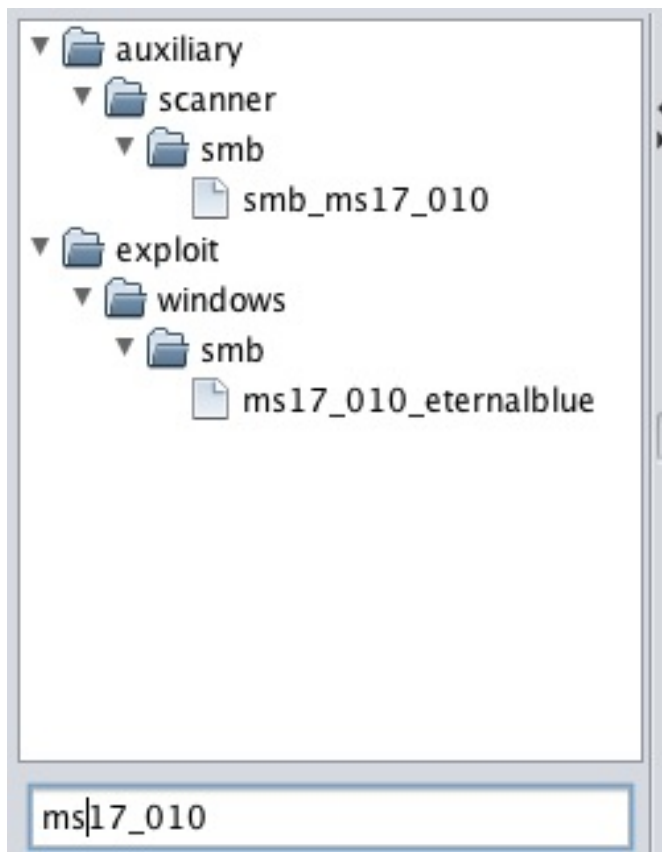 auxiliary
scanner
smb
smb_ms17_010
exploit
windows
smb
ms17_010_eternalblue
ms17_010